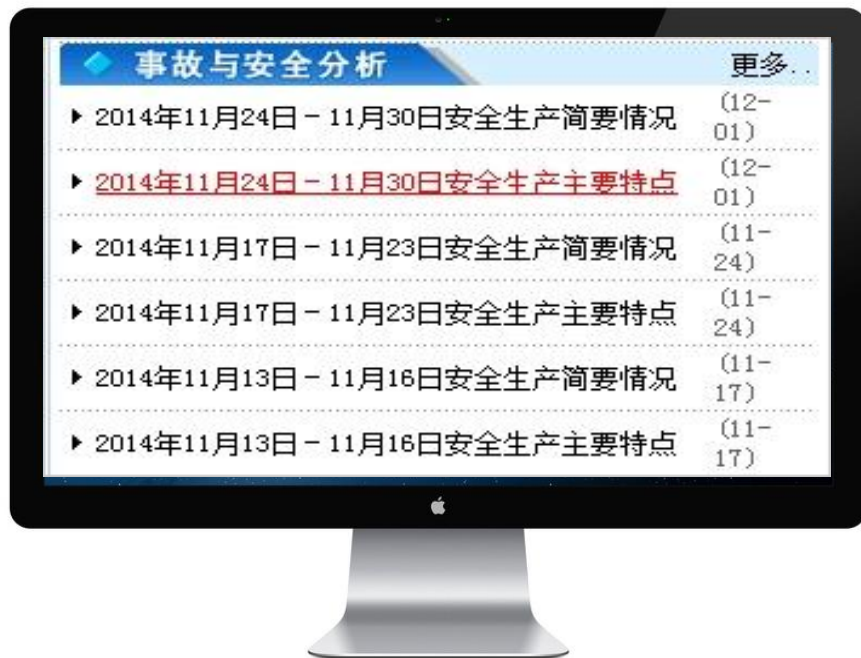 事故与安全分析 更多..
2014年11月24日-11月30日安全生产简要情况 (12-
01)
2014年11月24日-11月30日安全生产主要特点 (12-
01)
2014年11月17日-11月23日安全生产简要情况 (11-
24)
2014年11月17日-11月23日安全生产主要特点 (11-
24)
2014年11月13日-11月16日安全生产简要情况 (11-
17)
2014年11月13日-11月16日安全生产主要特点 (11-
17)